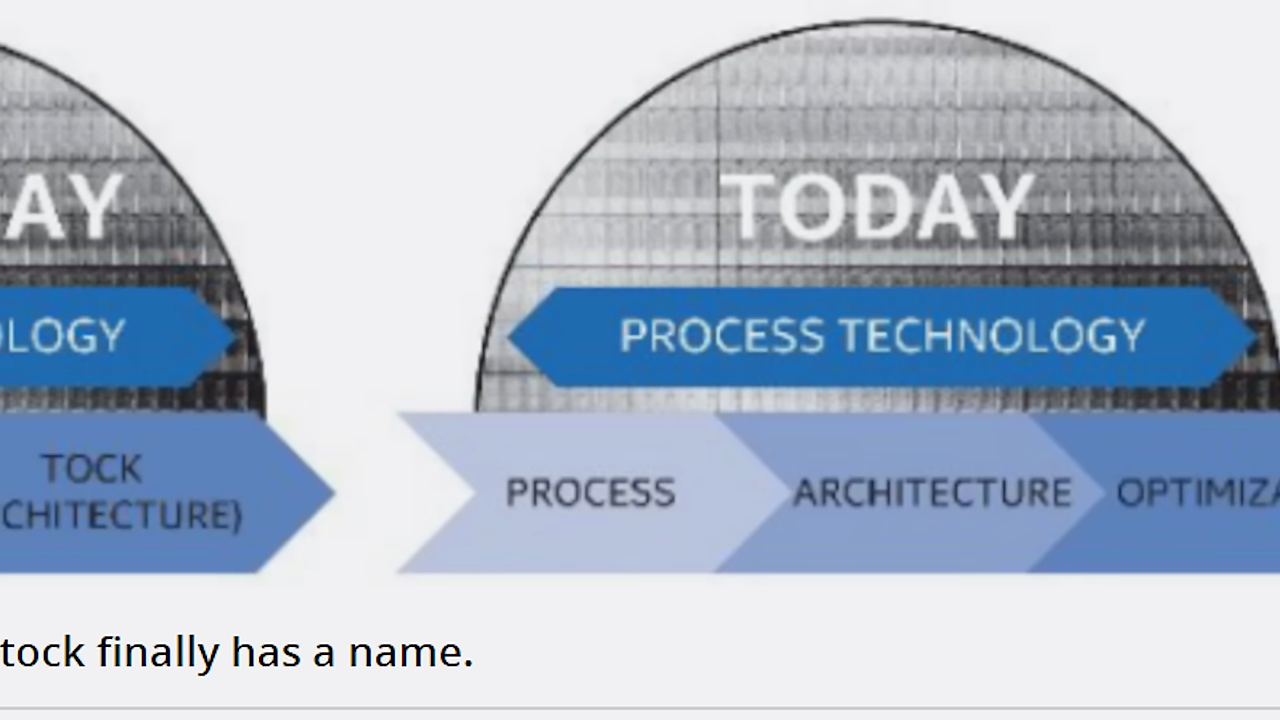 AY
OLOGY
TOCK
CHITECTURE)
TODAY
PROCESS TECHNOLOGY
PROCESS
ARCHITECTURE
OPTIMIZA
tock finally has a name.